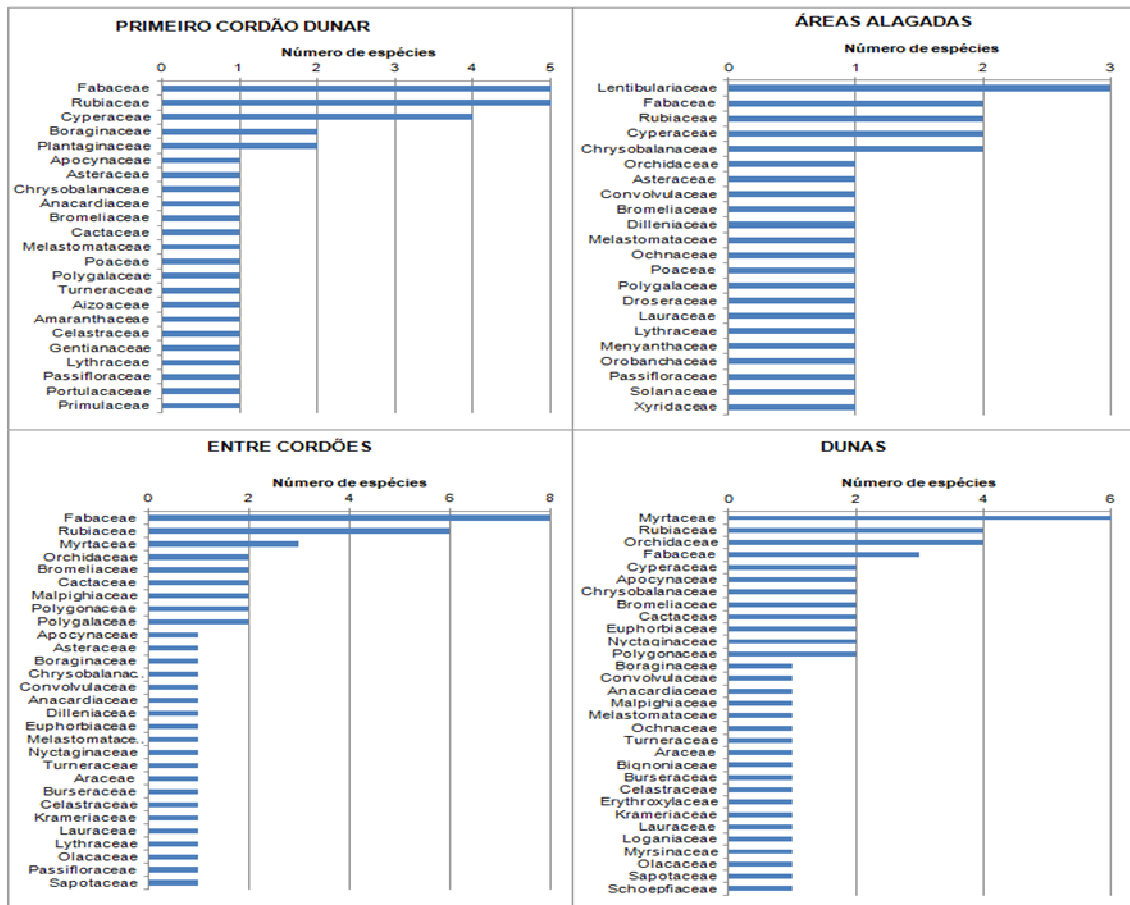 PRIMEIRO CORDÃO DUNAR
Número de espécies
0 1 2 3 4 5
Fabaceae
Rubiaceae
Cyperaceae
Boraginaceae
Plantaginaceae
Apocynaceae
Asteraceae
Chrysobalanaceae
Anacardiaceae
Bromeliaceae
Cactaceae
Melastomataceae
Poaceae
Polygalaceae
Turneraceae
Aizoaceae
Amaranthaceae
Celastraceae
Gentianaceae
Lythraceae
Passifloraceae
Portulacaceae
Primulaceae
ÁREAS ALAGADAS
Número de espécies
0 1 2 3
Lentibulariaceae
Fabaceae
Rubiaceae
Cyperaceae
Chrysobalanaceae
Orchidaceae
Asteraceae
Convolvulaceae
Bromeliaceae
Dilleniaceae
Melastomataceae
Ochnaceae
Poaceae
Polygalaceae
Droseraceae
Lauraceae
Lythraceae
Menyanthaceae
Orobanchaceae
Passifloraceae
Solanaceae
Xyridaceae
ENTRE CORDÕES
Número de espécies
0 2 4 6 8
Fabaceae
Rubiaceae
Myrtaceae
Orchidaceae
Bromeliaceae
Cactaceae
Malpighiaceae
Polygonaceae
Polygalaceae
Apocynaceae
Asteraceae
Boraginaceae
Chrysobalanac..
Convolvulaceae
Anacardiaceae
Dilleniaceae
Euphorbiaceae
Melastomatace..
Nyctaginaceae
Turneraceae
Araceae
Burseraceae
Celastraceae
Krameriaceae
Lauraceae
Lythraceae
Olacaceae
Passifloraceae
Sapotaceae
DUNAS
Número de espécies
0 2 4 6
Myrtaceae
Rubiaceae
Orchidaceae
Fabaceae
Cyperaceae
Apocynaceae
Chrysobalanaceae
Bromeliaceae
Cactaceae
Euphorbiaceae
Nyctaginaceae
Polygonaceae
Boraginaceae
Convolvulaceae
Anacardiaceae
Malpighiaceae
Melastomataceae
Ochnaceae
Turneraceae
Araceae
Bignoniaceae
Burseraceae
Celastraceae
Erythroxylaceae
Krameriaceae
Lauraceae
Loganiaceae
Myrsinaceae
Olacaceae
Sapotaceae
Schoepfiaceae